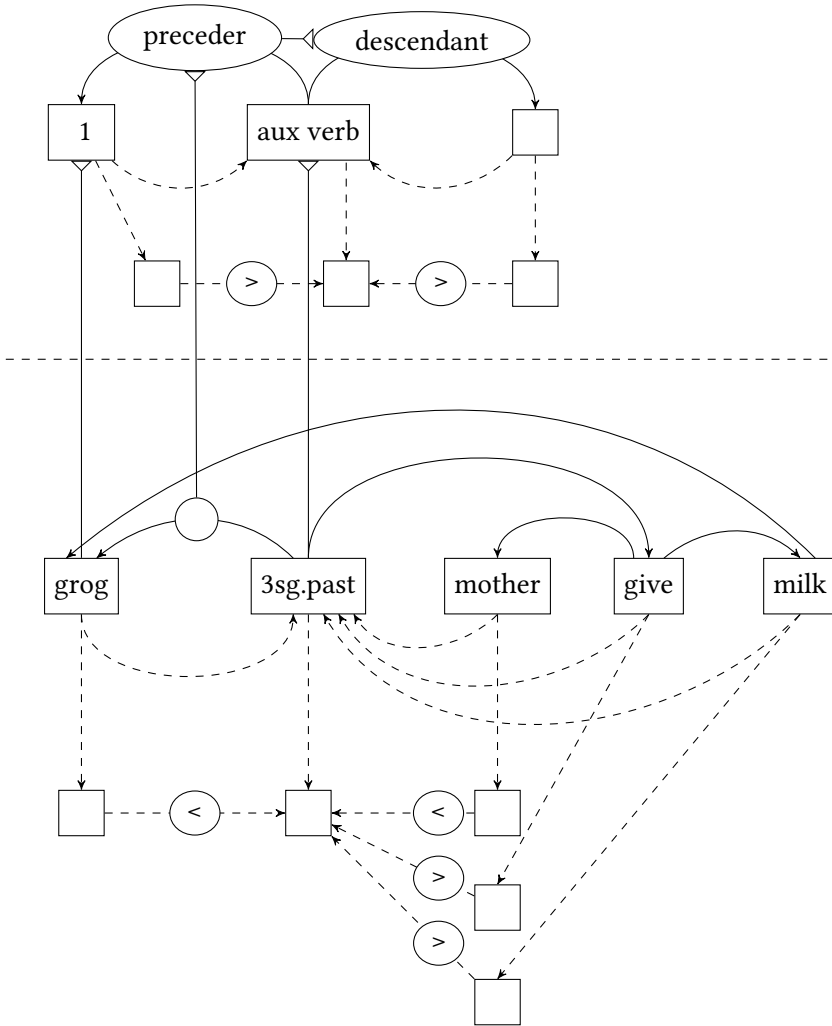 preceder
descendant
1
aux verb
>
>
grog
3sg.past
mother
give
milk
<
<
>
>